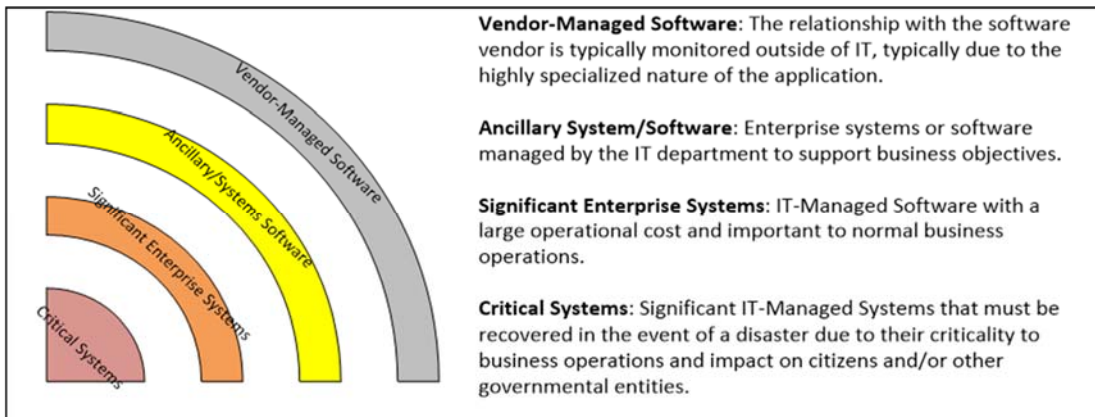 Vendor-Managed Software
Ancillary/Systems Software
Significant Enterprise Systems
Critical Systems
Vendor-Managed Software: The relationship with the software
vendor is typically monitored outside of IT, typically due to the
highly specialized nature of the application.
Ancillary System/Software: Enterprise systems or software
managed by the IT department to support business objectives.
Significant Enterprise Systems: IT-Managed Software with a
large operational cost and important to normal business
operations.
Critical Systems: Significant IT-Managed Systems that must be
recovered in the event of a disaster due to their criticality to
business operations and impact on citizens and/or other
governmental entities.